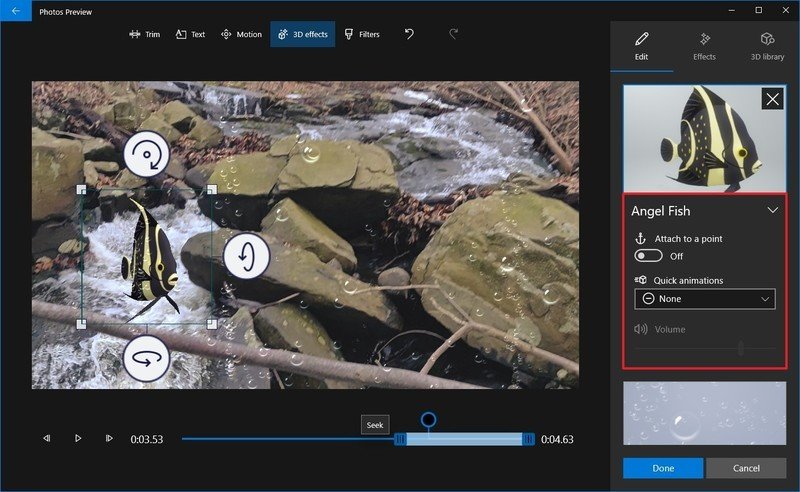 Photos Preview
Trim
Text
Motion
3D effects
Filters
Edit
Effects
3D library
Angel Fish
Attach to a point
Off
Quick animations
None
Volume
Seek
0:03.53
0:04.63
Done
Cancel